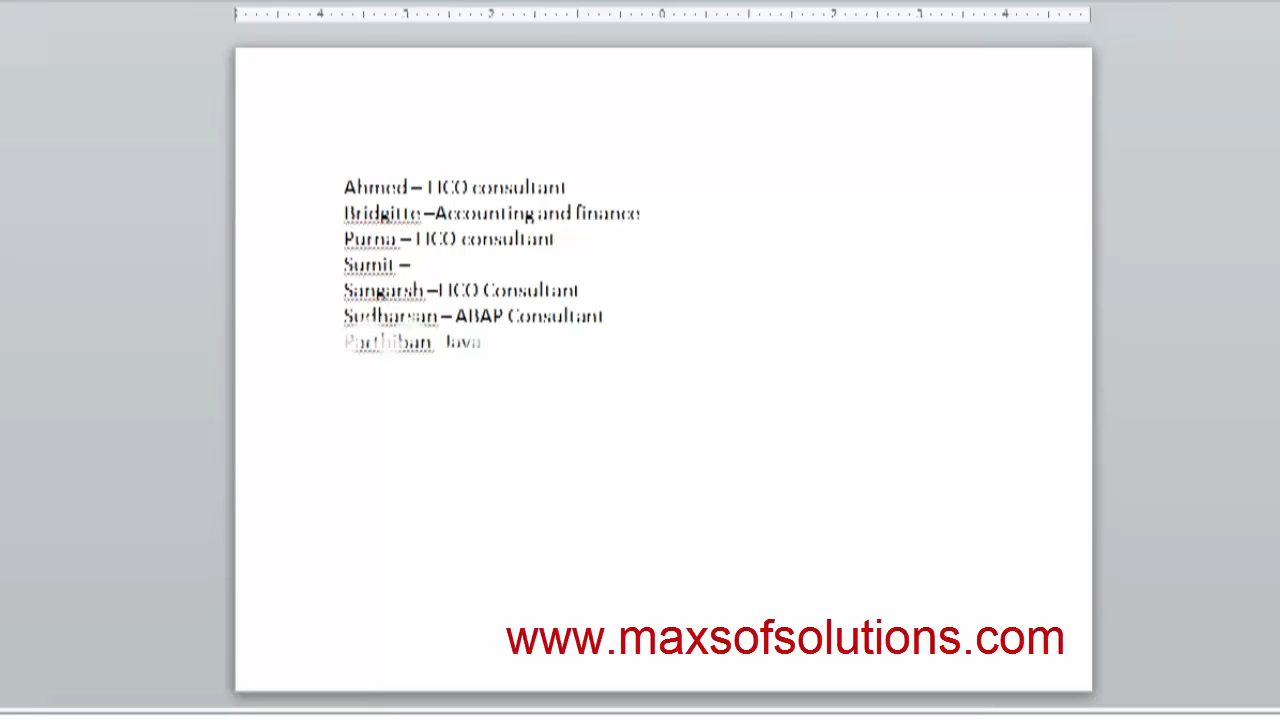 Ahmed – FICO consultant
Bridgitte –Accounting and finance
Purna – FICO consultant
Sumit –
Sangarsh –FICO Consultant
Sudharsan – ABAP Consultant
Parthiban Java
www.maxsofsolutions.com